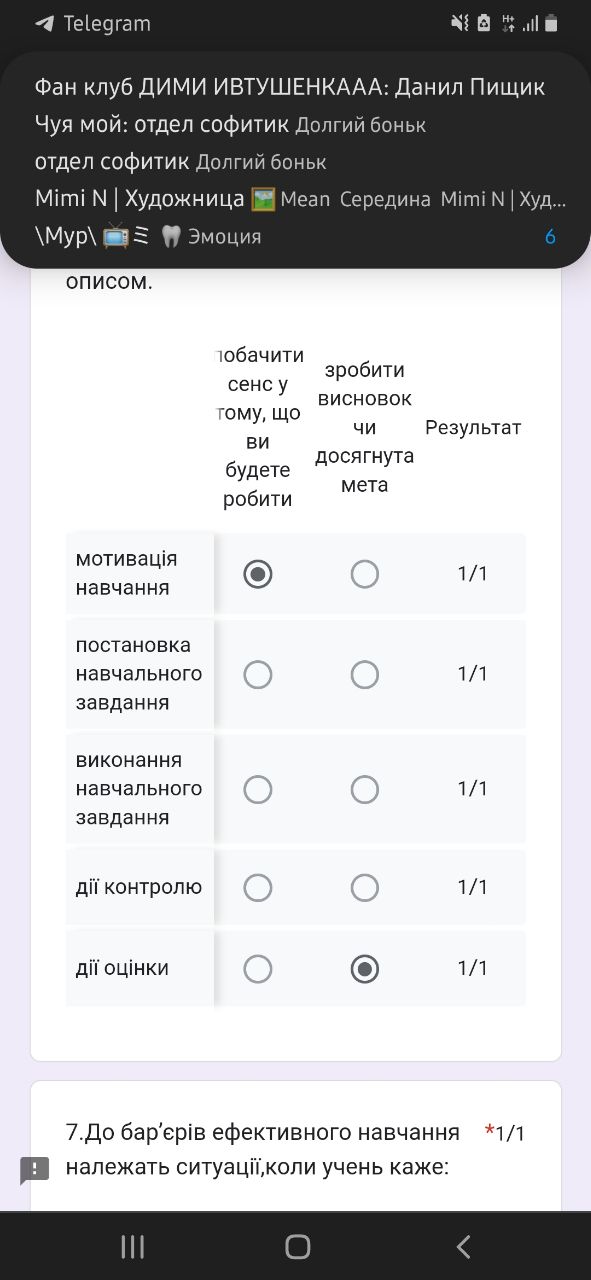 Telegram
Фан клуб ДИМИ ИВТУШЕНКААА: Данил Пищик
Чуя мой: отдел софитик Долгий боньк
отдел софитик Долгий боньк
Mimi N | Художница 🖼 Mean Середина Mimi N | Худ...
\Мур\ 📺ミ 🦷 Эмоция 6
описом.
побачити
сенс у
тому, що
ви
будете
робити
зробити
висновок
чи
досягнута
мета
Результат
мотивація
навчання
1/1
постановка
навчального
завдання
1/1
виконання
навчального
завдання
1/1
дії контролю 1/1
дії оцінки 1/1
7.До бар’єрів ефективного навчання *1/1
належать ситуації,коли учень каже: